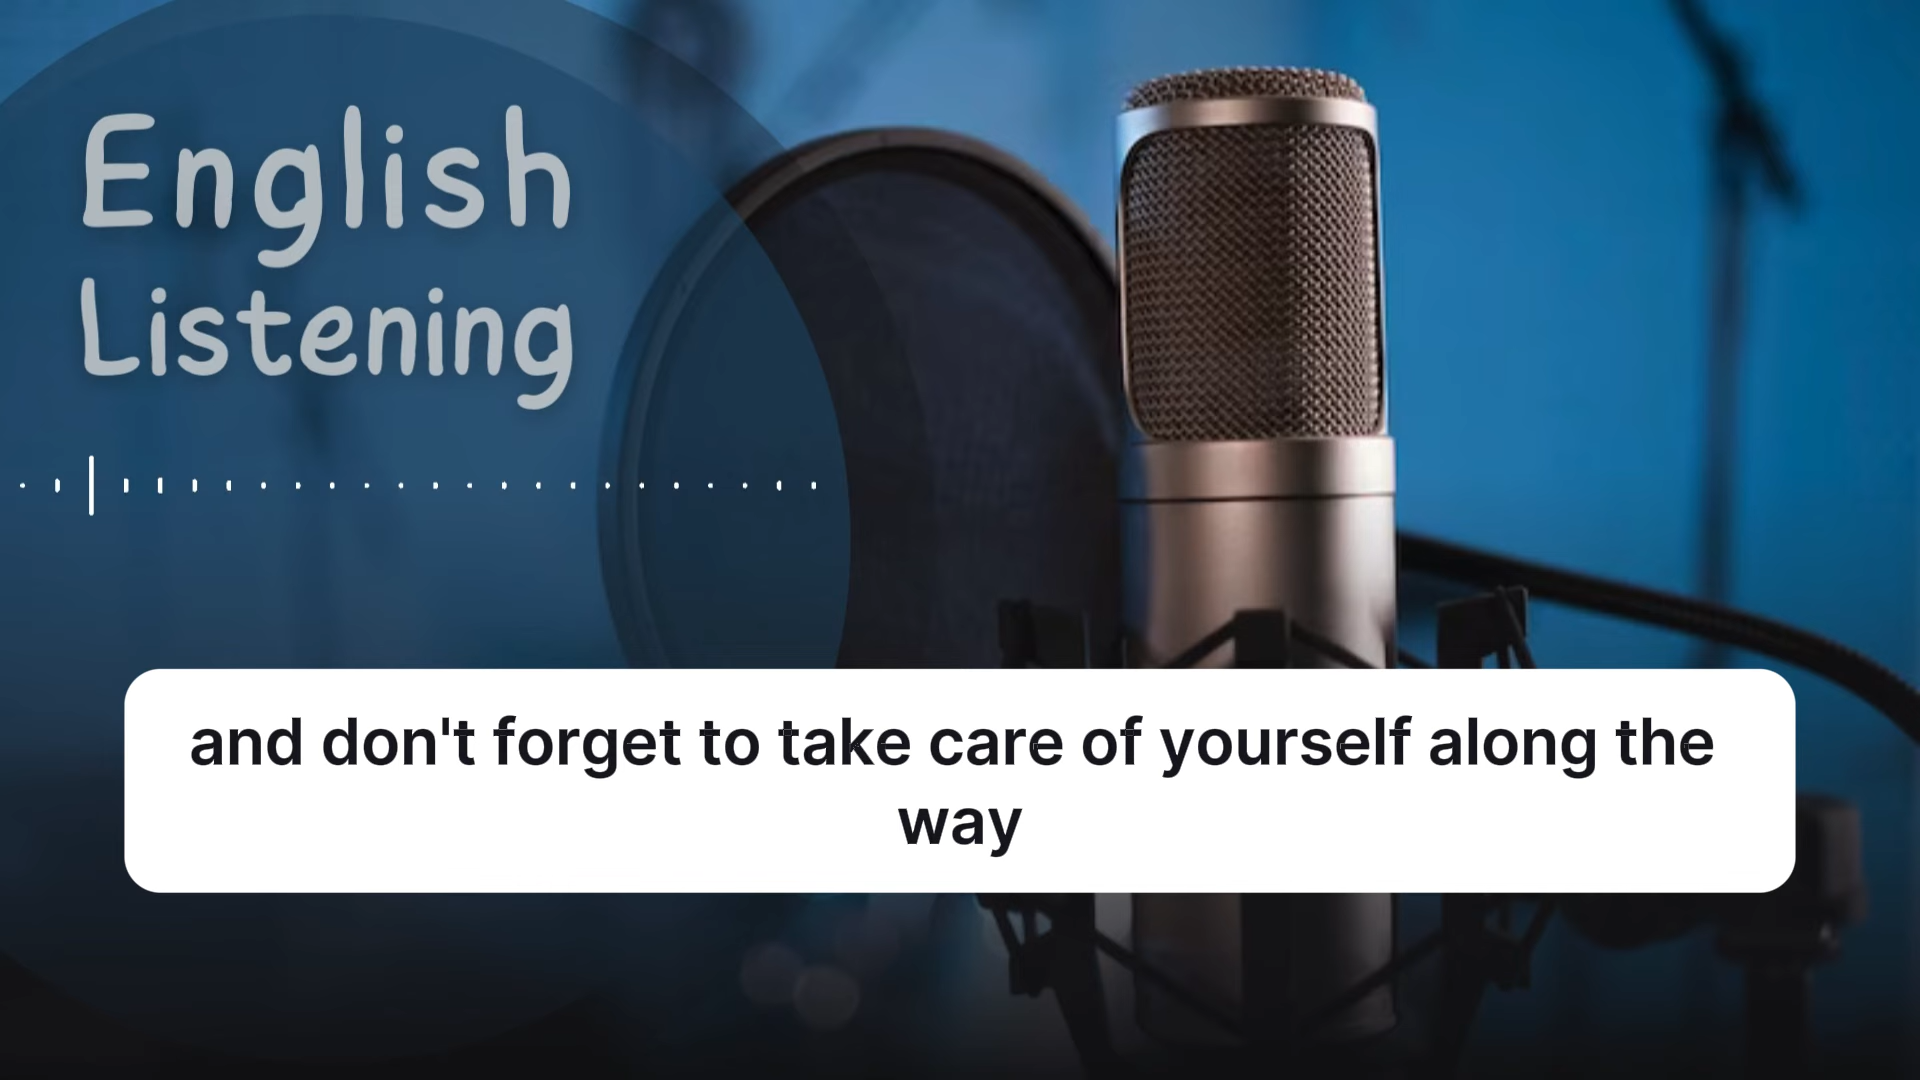 English
Listening
and don't forget to take care of yourself along the
way